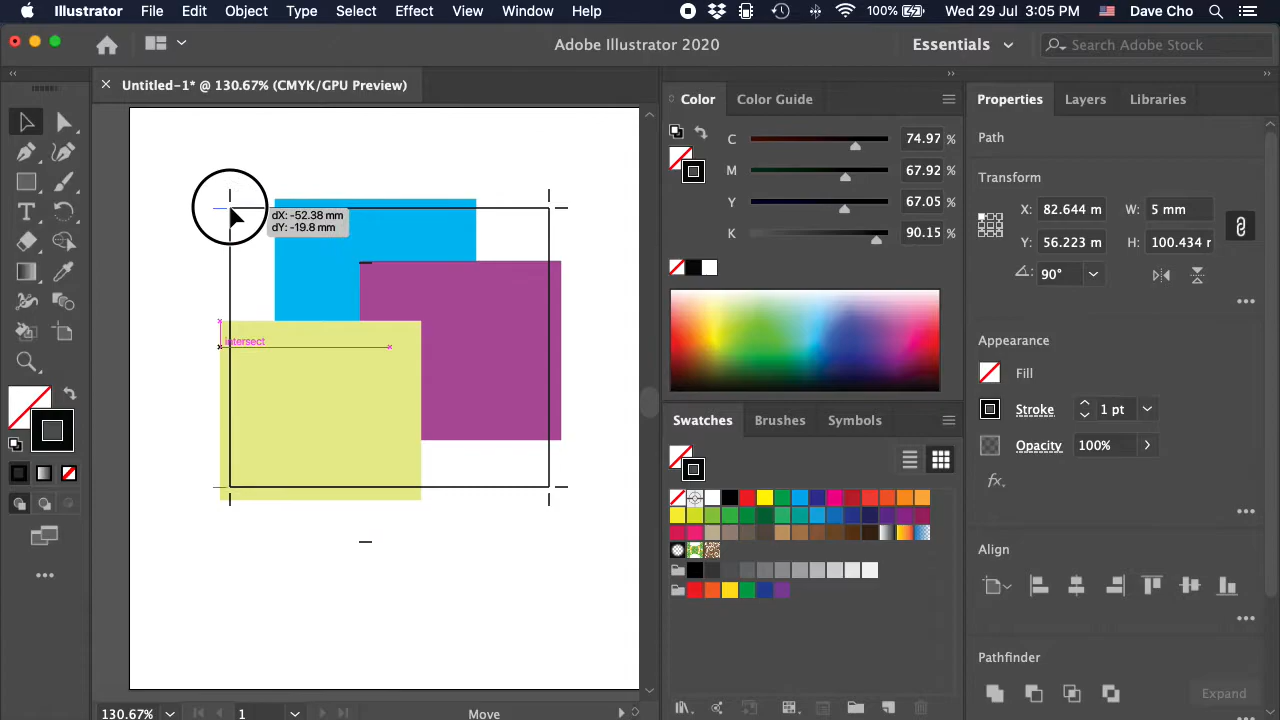 Illustrator File Edit Object Type Select Effect View Window Help 100% Wed 29 Jul 3:05 PM Dave Cho
Adobe Illustrator 2020 Essentials Search Adobe Stock
Untitled-1* @ 130.67% (CMYK/GPU Preview)
dX: -52.38 mm
dY: -19.8 mm
intersect
130.67% 1 Move
Color Color Guide
C 74.97 %
M 67.92 %
Y 67.05 %
K 90.15 %
Swatches Brushes Symbols
Properties Layers Libraries
Path
Transform
X: 82.644 m W: 5 mm
Y: 56.223 m H: 100.434 r
90°
Appearance
Fill
Stroke 1 pt
Opacity 100%
fx.
Align
Pathfinder
Expand